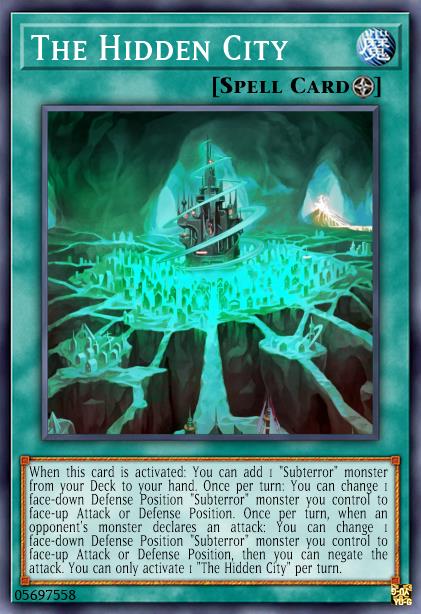 The Hidden City
魔
[Spell Card]
When this card is activated: You can add 1 "Subterror" monster
from your Deck to your hand. Once per turn: You can change 1
face-down Defense Position "Subterror" monster you control to
face-up Attack or Defense Position. Once per turn, when an
opponent's monster declares an attack: You can change 1
face-down Defense Position "Subterror" monster you control to
face-up Attack or Defense Position, then you can negate the
attack. You can only activate 1 "The Hidden City" per turn.
05697558